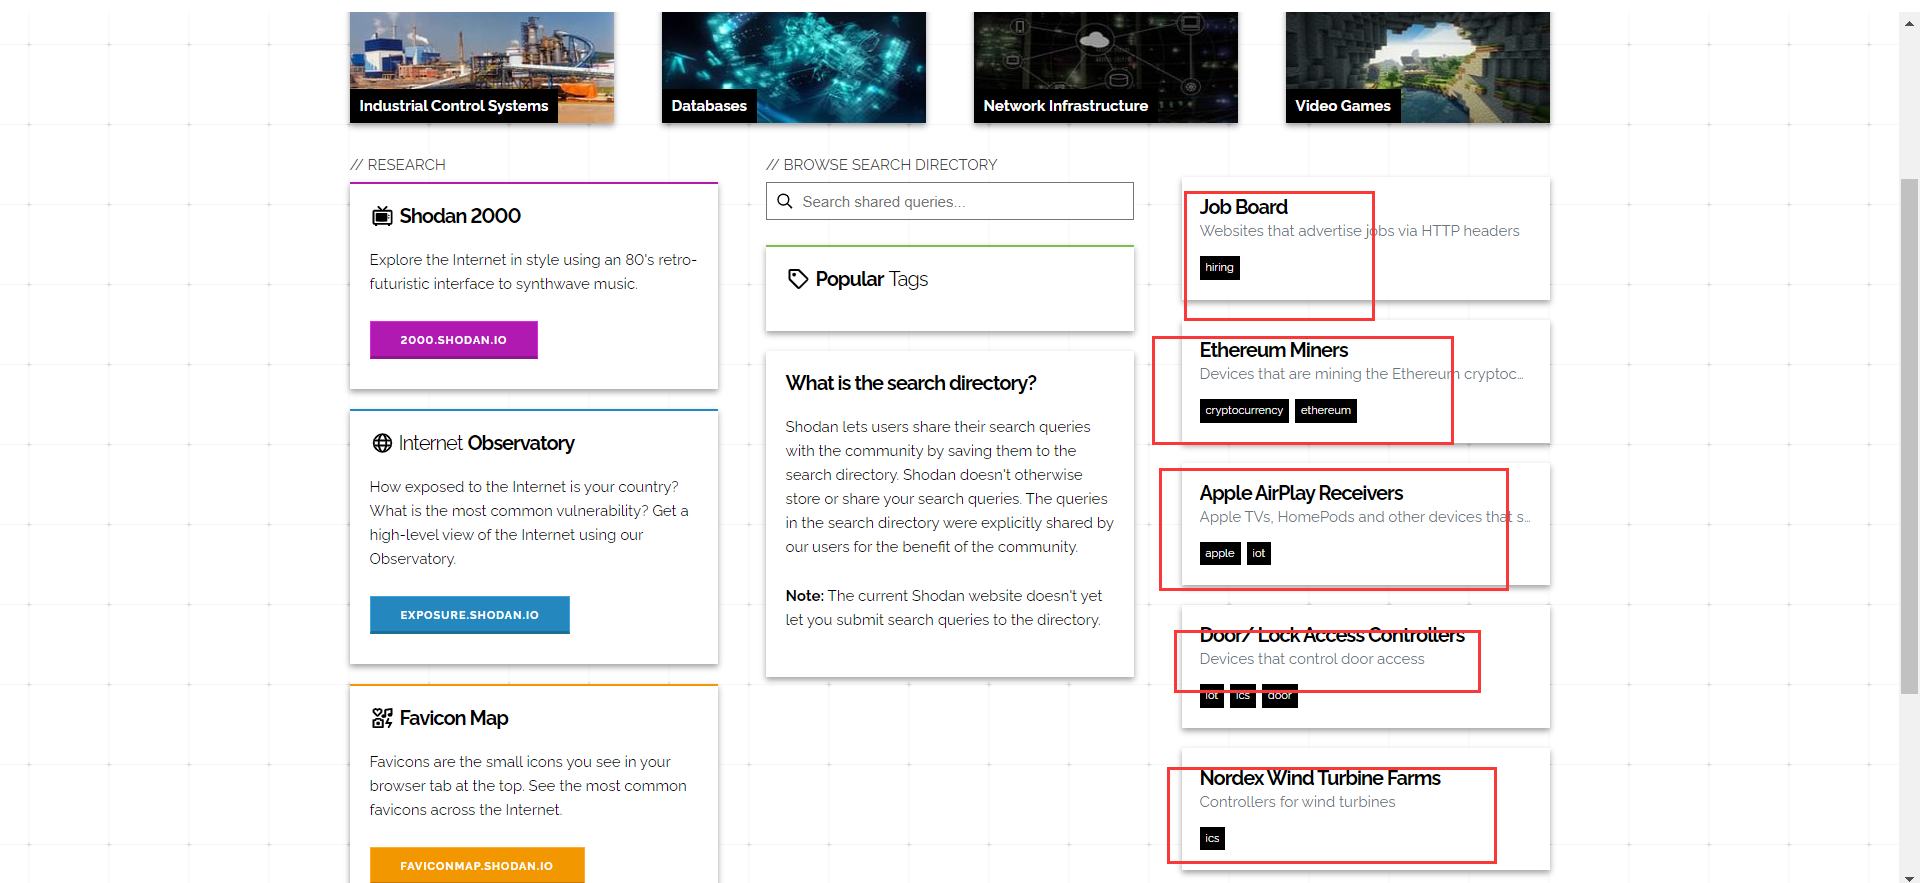 Industrial Control Systems
Databases
Network Infrastructure
Video Games
// RESEARCH
Shodan 2000
Explore the Internet in style using an 80's retro-
futuristic interface to synthwave music.
2000.SHODAN.IO
Internet Observatory
How exposed to the Internet is your country?
What is the most common vulnerability? Get a
high-level view of the Internet using our
Observatory.
EXPOSURE.SHODAN.IO
Favicon Map
Favicons are the small icons you see in your
browser tab at the top. See the most common
favicons across the Internet.
FAVICONMAP.SHODAN.IO
// BROWSE SEARCH DIRECTORY
Search shared queries...
Popular Tags
What is the search directory?
Shodan lets users share their search queries
with the community by saving them to the
search directory. Shodan doesn't otherwise
store or share your search queries. The queries
in the search directory were explicitly shared by
our users for the benefit of the community.
Note: The current Shodan website doesn't yet
let you submit search queries to the directory.
Job Board
Websites that advertise jobs via HTTP headers
hiring
Ethereum Miners
Devices that are mining the Ethereum cryptoc...
cryptocurrency ethereum
Apple AirPlay Receivers
Apple TVs, HomePods and other devices that s...
apple iot
Door/ Lock Access Controllers
Devices that control door access
iot ics door
Nordex Wind Turbine Farms
Controllers for wind turbines
ics